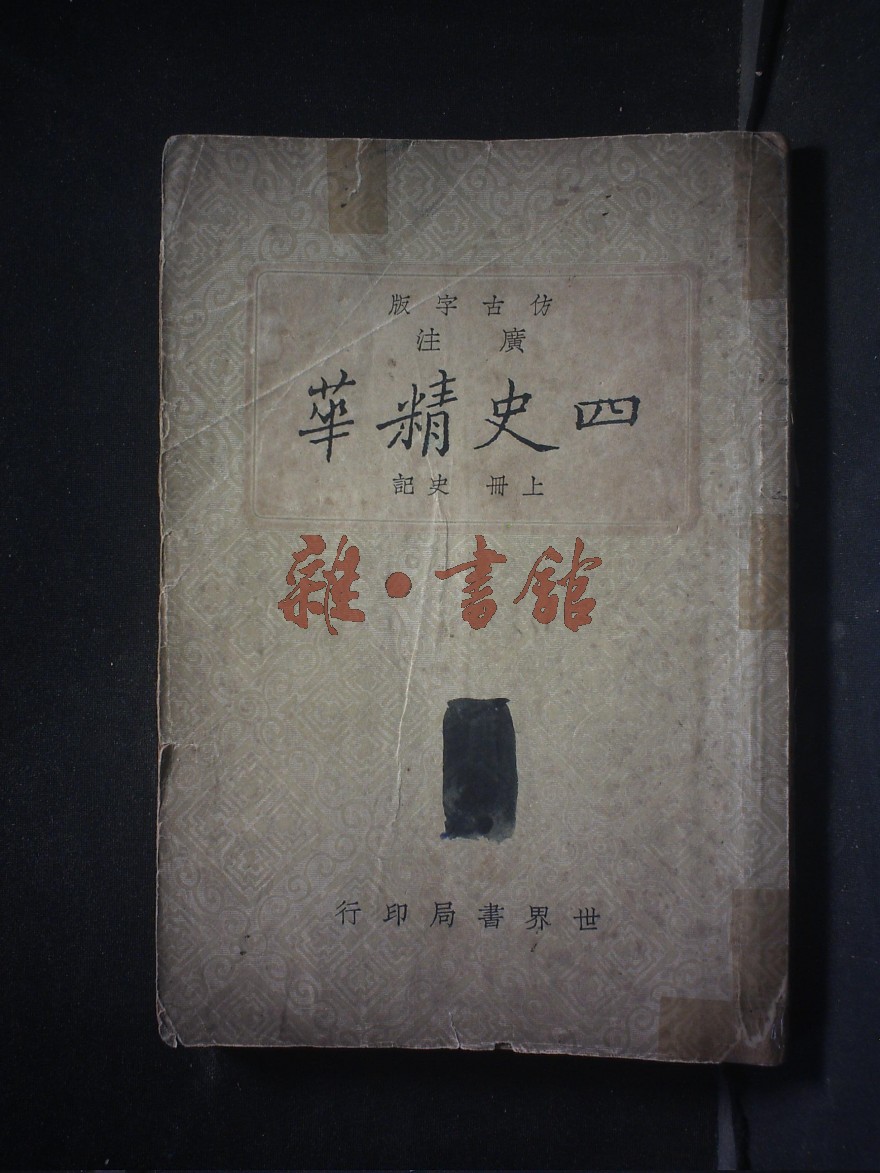 仿古字版
廣注
四史精華
上冊 史記
雜·書館
世界書局印行